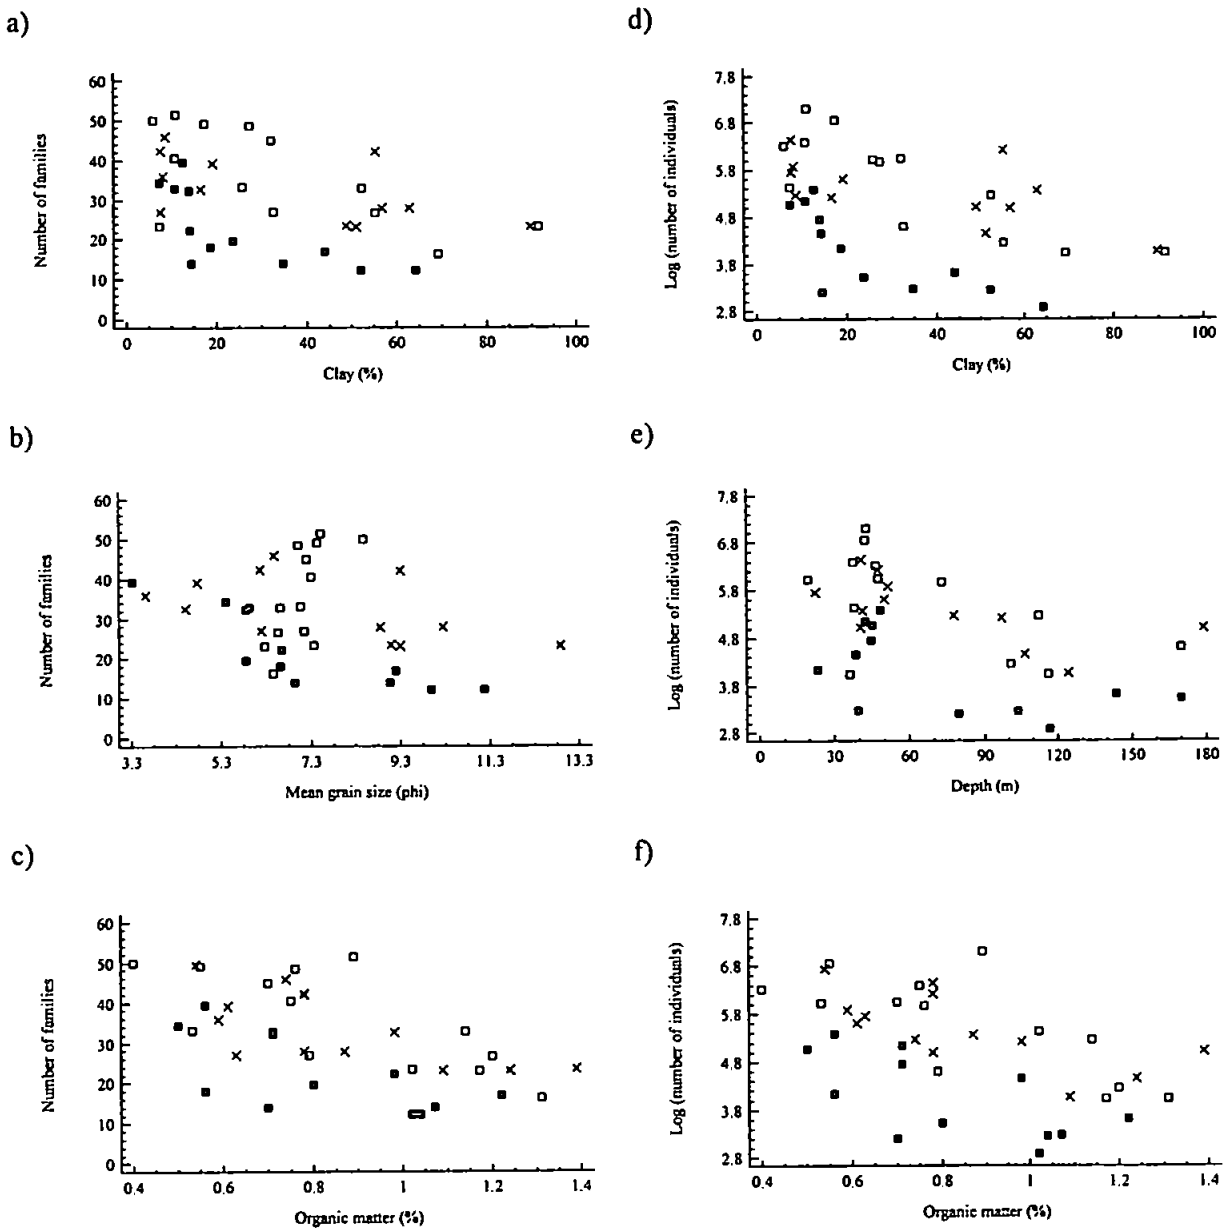 a)
Number of families
60
50
40
30
20
10
0
0 20 40 60 80 100
Clay (%)
d)
Log (number of individuals)
7.8
6.8
5.8
4.8
3.8
2.8
0 20 40 60 80 100
Clay (%)
b)
Number of families
60
50
40
30
20
10
0
3.3 5.3 7.3 9.3 11.3 13.3
Mean grain size (phi)
e)
Log (number of individuals)
7.8
6.8
5.8
4.8
3.8
2.8
0 30 60 90 120 150 180
Depth (m)
c)
Number of families
60
50
40
30
20
10
0
0.4 0.6 0.8 1 1.2 1.4
Organic matter (%)
f)
Log (number of individuals)
7.8
6.8
5.8
4.8
3.8
2.8
0.4 0.6 0.8 1 1.2 1.4
Organic matter (%)